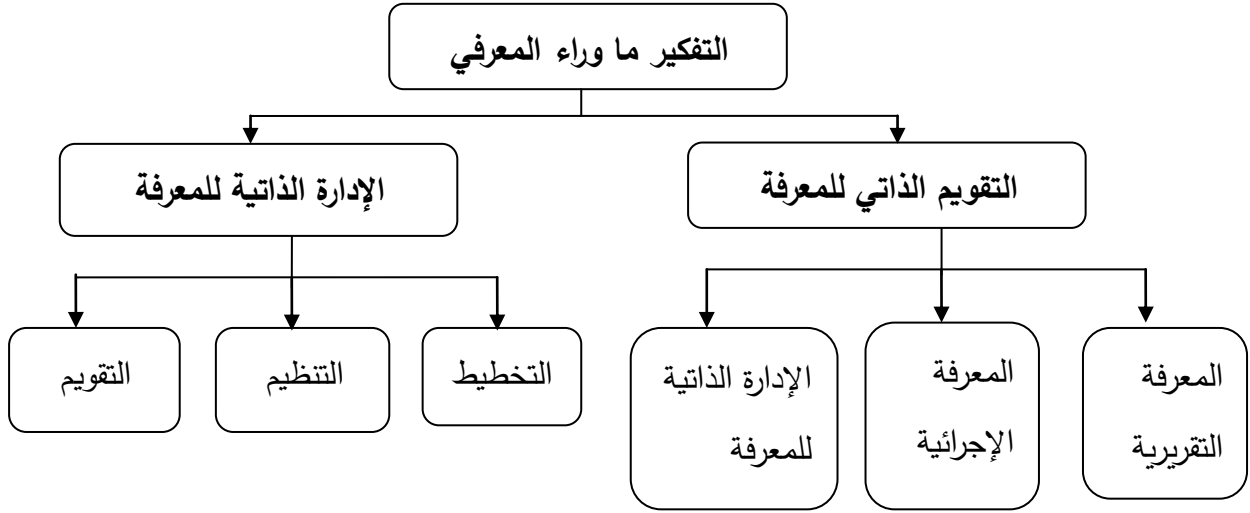 التفكير ما وراء المعرفي
التقويم الذاتي للمعرفة
الإدارة الذاتية للمعرفة
المعرفة
التقريرية
المعرفة
الإجرائية
الإدارة الذاتية
للمعرفة
التخطيط
التنظيم
التقويم